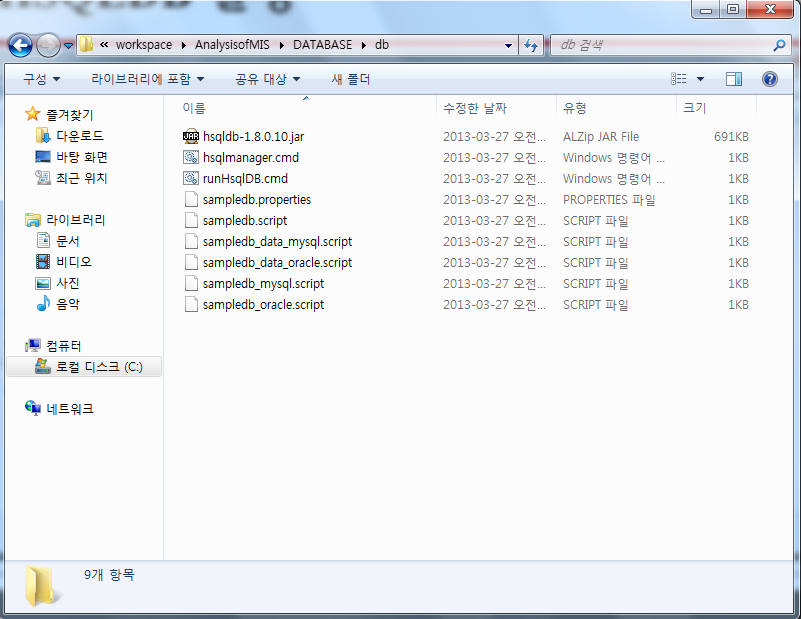 « workspace ▸ AnalysisofMIS ▸ DATABASE ▸ db
db 검색
구성 라이브러리에 포함 공유 대상 새 폴더
즐겨찾기
다운로드
바탕 화면
최근 위치
라이브러리
문서
비디오
사진
음악
컴퓨터
로컬 디스크 (C:)
네트워크
이름 수정한 날짜 유형 크기
hsqldb-1.8.0.10.jar 2013-03-27 오전... ALZip JAR File 691KB
hsqlmanager.cmd 2013-03-27 오전... Windows 명령어 ... 1KB
runHsqlDB.cmd 2013-03-27 오전... Windows 명령어 ... 1KB
sampledb.properties 2013-03-27 오전... PROPERTIES 파일 1KB
sampledb.script 2013-03-27 오전... SCRIPT 파일 1KB
sampledb_data_mysql.script 2013-03-27 오전... SCRIPT 파일 1KB
sampledb_data_oracle.script 2013-03-27 오전... SCRIPT 파일 1KB
sampledb_mysql.script 2013-03-27 오전... SCRIPT 파일 1KB
sampledb_oracle.script 2013-03-27 오전... SCRIPT 파일 1KB
9개 항목